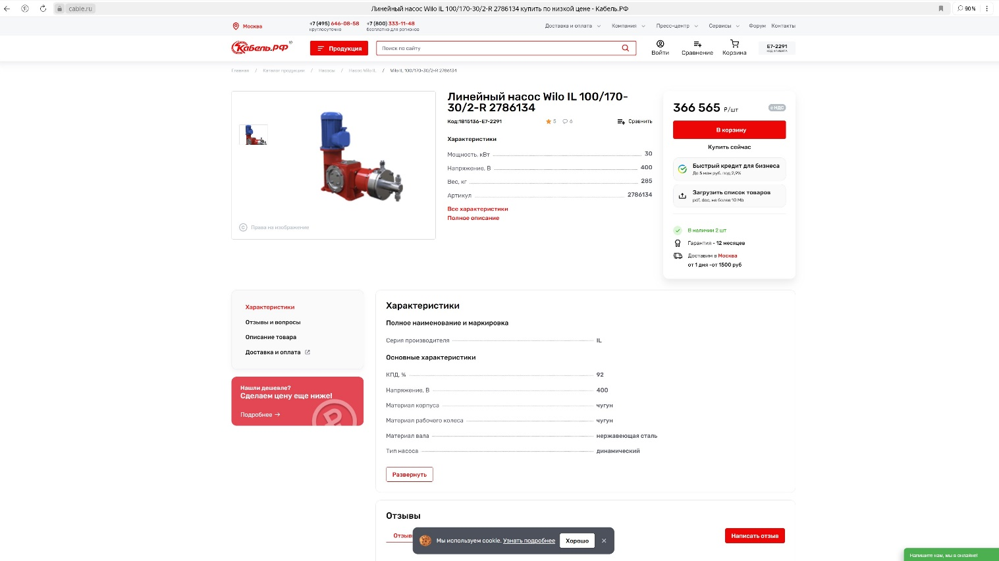 cable.ru
Линейный насос Wilo IL 100/170-30/2-R 2786134 купить по низкой цене - Кабель.РФ
90 %
Москва
+7 (495) 646-08-58
круглосуточно
+7 (800) 333-11-48
бесплатно для регионов
Доставка и оплата
Компания
Пресс-центр
Сервисы
Форум
Контакты
Кабель.РФ®
Продукция
Поиск по сайту
Войти
Сравнение
Корзина
E7-2291
КОД КЛИЕНТА
Главная / Каталог продукции / Насосы / Насос Wilo IL / Wilo IL 100/170-30/2-R 2786134
Права на изображение
Линейный насос Wilo IL 100/170-
30/2-R 2786134
Код:1815136-E7-2291
5
6
Сравнить
Характеристики
Мощность, кВт 30
Напряжение, В 400
Вес, кг 285
Артикул 2786134
Все характеристики
Полное описание
366 565 ₽/шт
с НДС
В корзину
Купить сейчас
Быстрый кредит для бизнеса
До 5 млн руб. под 2,9%
Загрузить список товаров
pdf, doc, не более 10 Mb
В наличии 2 шт
Гарантия - 12 месяцев
Доставим в Москва
от 1 дня -от 1500 руб
Характеристики
Отзывы и вопросы
Описание товара
Доставка и оплата
Нашли дешевле?
Сделаем цену еще ниже!
Подробнее →
Характеристики
Полное наименование и маркировка
Серия производителя IL
Основные характеристики
КПД, % 92
Напряжение, В 400
Материал корпуса чугун
Материал рабочего колеса чугун
Материал вала нержавеющая сталь
Тип насоса динамический
Развернуть
Отзывы
Отзывы
Написать отзыв
Мы используем cookie. Узнать подробнее
Хорошо
Напишите нам, мы в онлайне!